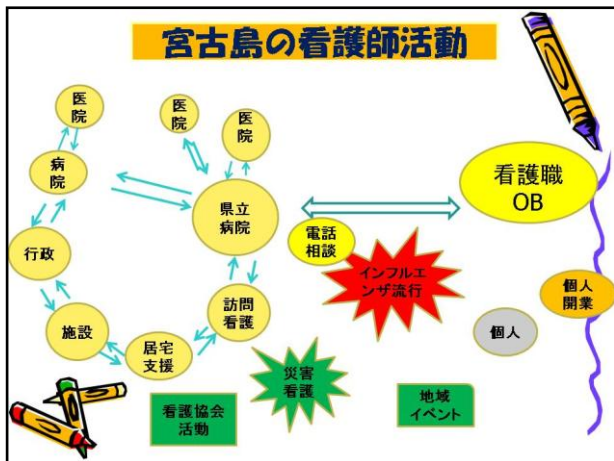 宮古島の看護師活動
医
院
医
院
医
院
病
院
県立
病院
看護職
OB
電話
相談
行政
インフルエ
ンザ流行
個人
開業
施設
訪問
看護
個人
居宅
支援
災害
看護
看護協会
活動
地域
イベント